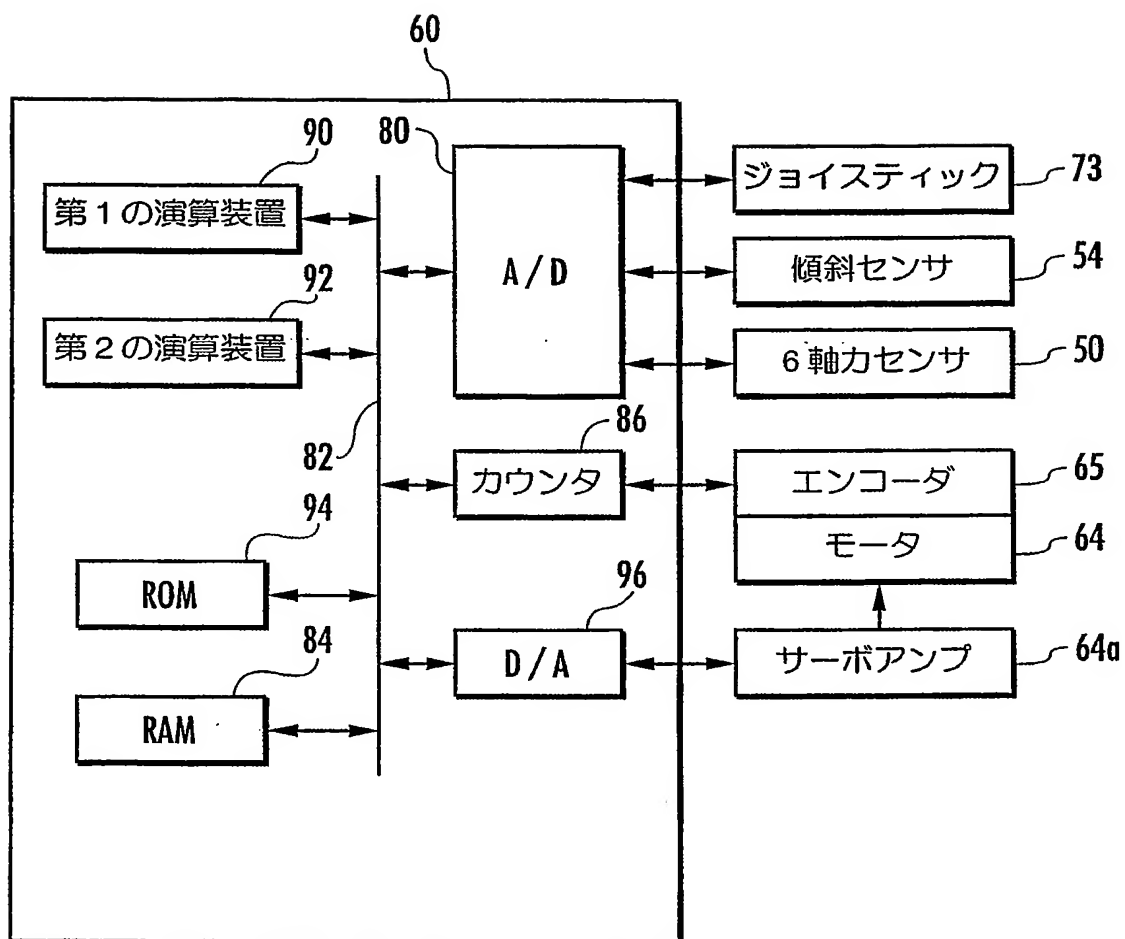 60
90
80
第1の演算装置
A/D
ジョイスティック
73
傾斜センサ
54
92
第2の演算装置
6軸力センサ
50
82
86
カウンタ
エンコーダ
65
94
モータ
64
ROM
96
84
D/A
サーボアンプ
64a
RAM